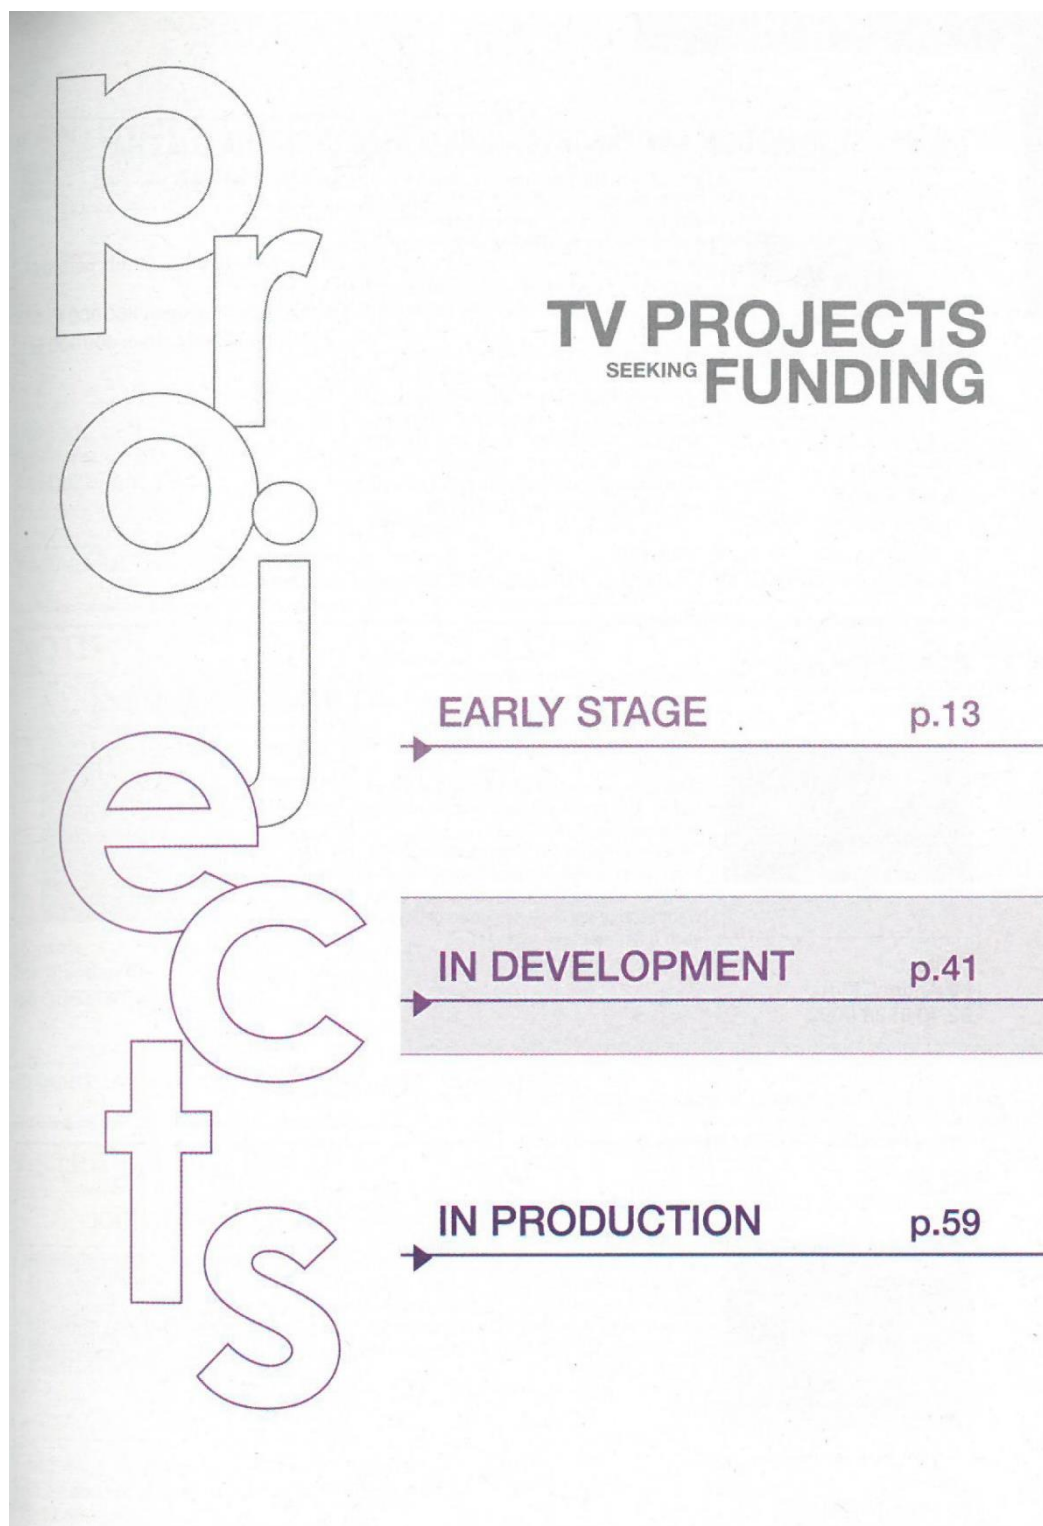 projects
TV PROJECTS
SEEKING FUNDING
EARLY STAGE p.13
IN DEVELOPMENT p.41
IN PRODUCTION p.59